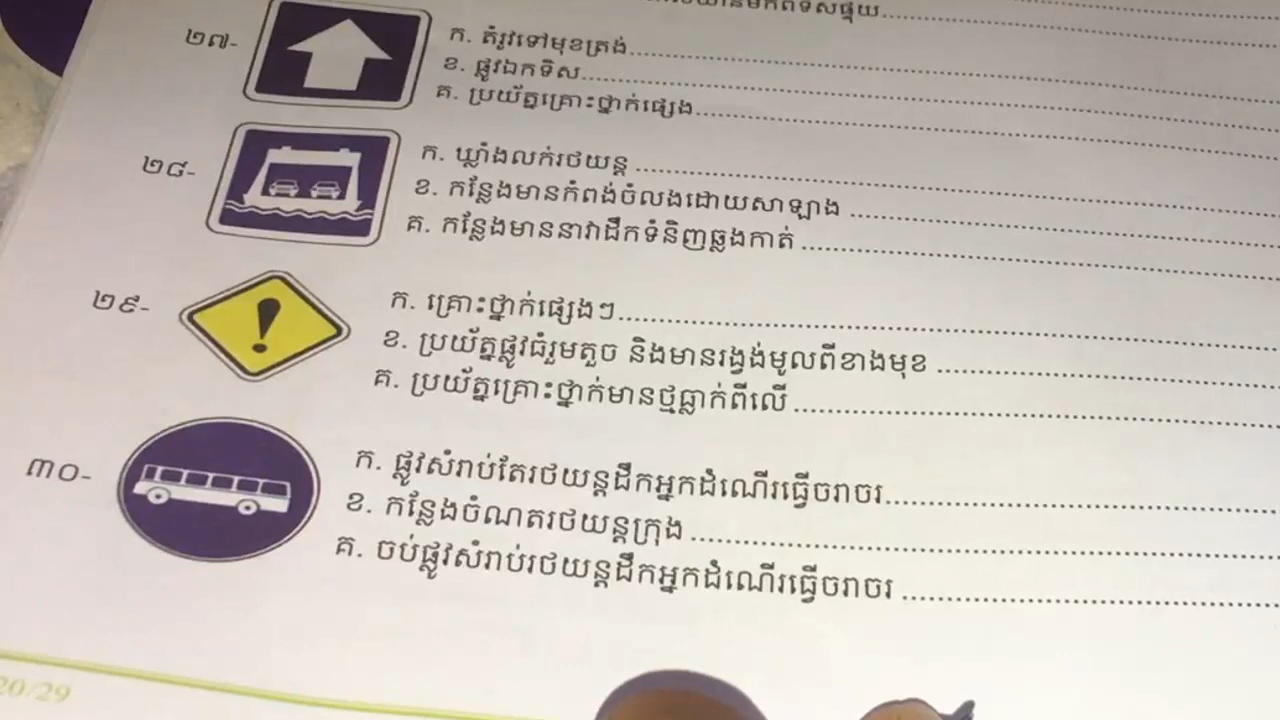 ២៧-
ក. តំរូវទៅមុខត្រង់
ខ. ផ្លូវឯកទិស
គ. ប្រយ័ត្នគ្រោះថ្នាក់ផ្សេង
២៨-
ក. ឃ្លាំងលក់រថយន្ត
ខ. កន្លែងមានកំពង់ចំលងដោយសាឡាង
គ. កន្លែងមាននាវាដឹកទំនិញឆ្លងកាត់
២៩-
ក. គ្រោះថ្នាក់ផ្សេងៗ
ខ. ប្រយ័ត្នផ្លូវធំរួមតូច និងមានរង្វង់មូលពីខាងមុខ
គ. ប្រយ័ត្នគ្រោះថ្នាក់មានថ្មធ្លាក់ពីលើ
៣០-
ក. ផ្លូវសំរាប់តែរថយន្តដឹកអ្នកដំណើរធ្វើចរាចរ
ខ. កន្លែងចំណតរថយន្តក្រុង
គ. ចប់ផ្លូវសំរាប់រថយន្តដឹកអ្នកដំណើរធ្វើចរាចរ
20/29